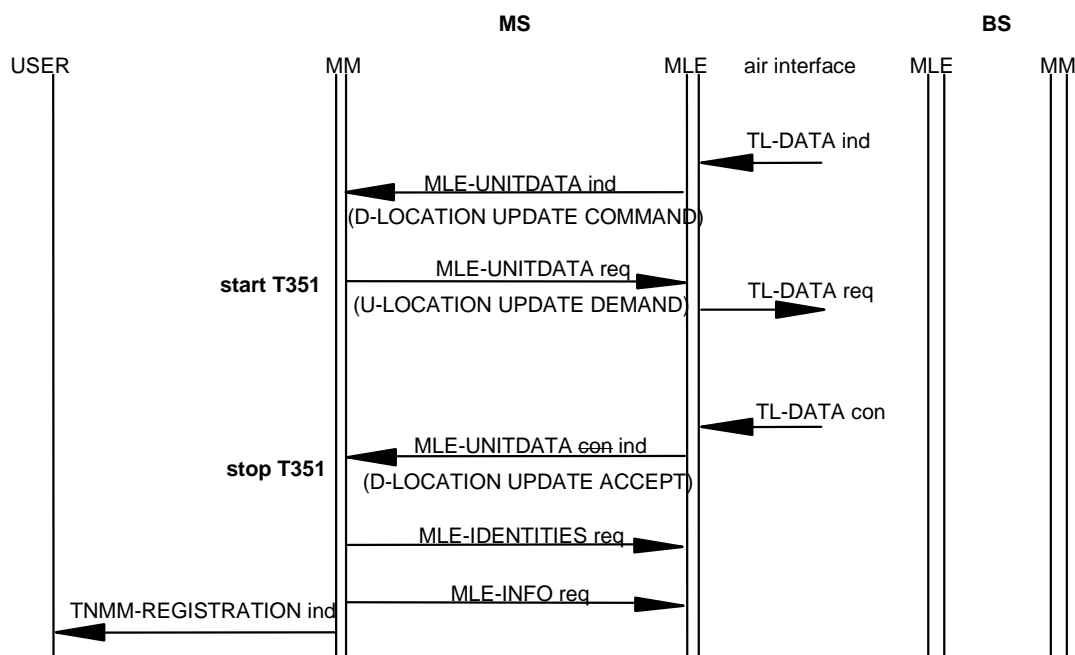 MS BS
USER MM MLE air interface MLE MM
TL-DATA ind
MLE-UNITDATA ind
(D-LOCATION UPDATE COMMAND)
MLE-UNITDATA req
start T351
(U-LOCATION UPDATE DEMAND)
TL-DATA req
TL-DATA con
MLE-UNITDATA con ind
stop T351
(D-LOCATION UPDATE ACCEPT)
MLE-IDENTITIES req
MLE-INFO req
TNMM-REGISTRATION ind